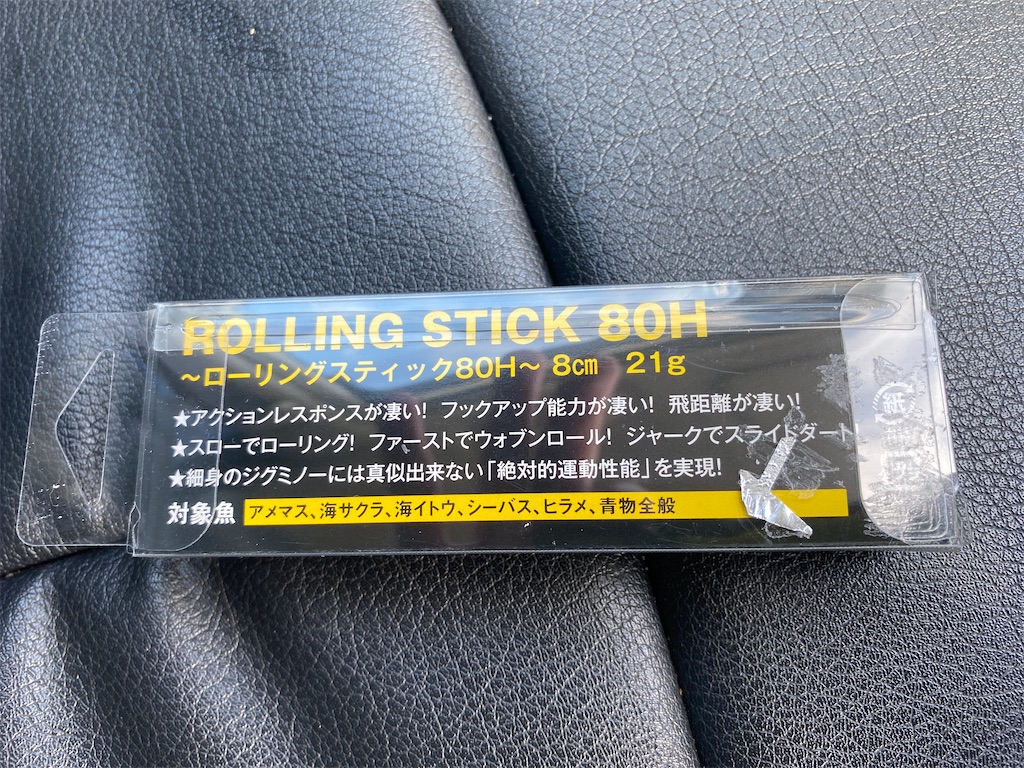 ROLLING STICK 80H
～ローリングスティック80H～ 8㎝ 21g
★アクションレスポンスが凄い! フックアップ能力が凄い! 飛距離が凄い!
★スローでローリング! ファーストでウォブンロール! ジャークでスライドダート!
★細身のジグミノーには真似出来ない「絶対的運動性能」を実現!
対象魚 アメマス、海サクラ、海イトウ、シーバス、ヒラメ、青物全般
紙